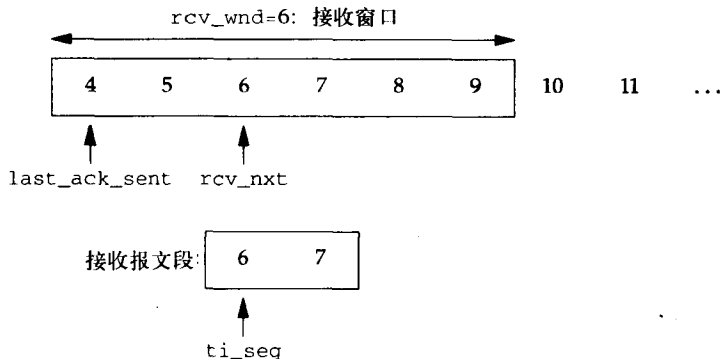 rcv_wnd=6: 接收窗口
4 5 6 7 8 9 10 11 ...
last_ack_sent rcv_nxt
接收报文段: 6 7
ti_seq